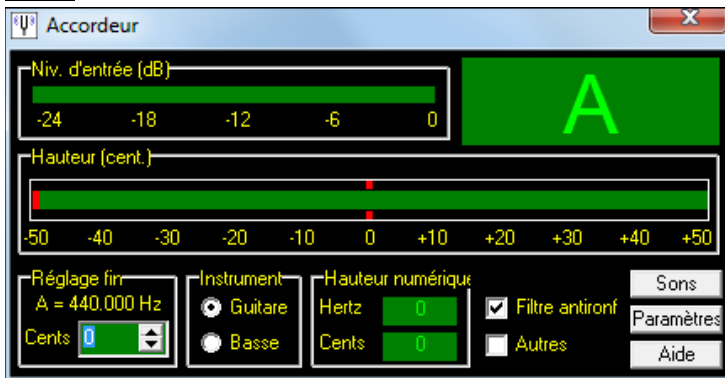 Accordeur
Niv. d'entrée (dB)
-24 -18 -12 -6 0
A
Hauteur (cent.)
-50 -40 -30 -20 -10 0 +10 +20 +30 +40 +50
Réglage fin
A = 440.000 Hz
Cents 0
Instrument
Guitare
Basse
Hauteur numérique
Hertz 0
Cents 0
Filtre antironf
Autres
Sons
Paramètres
Aide